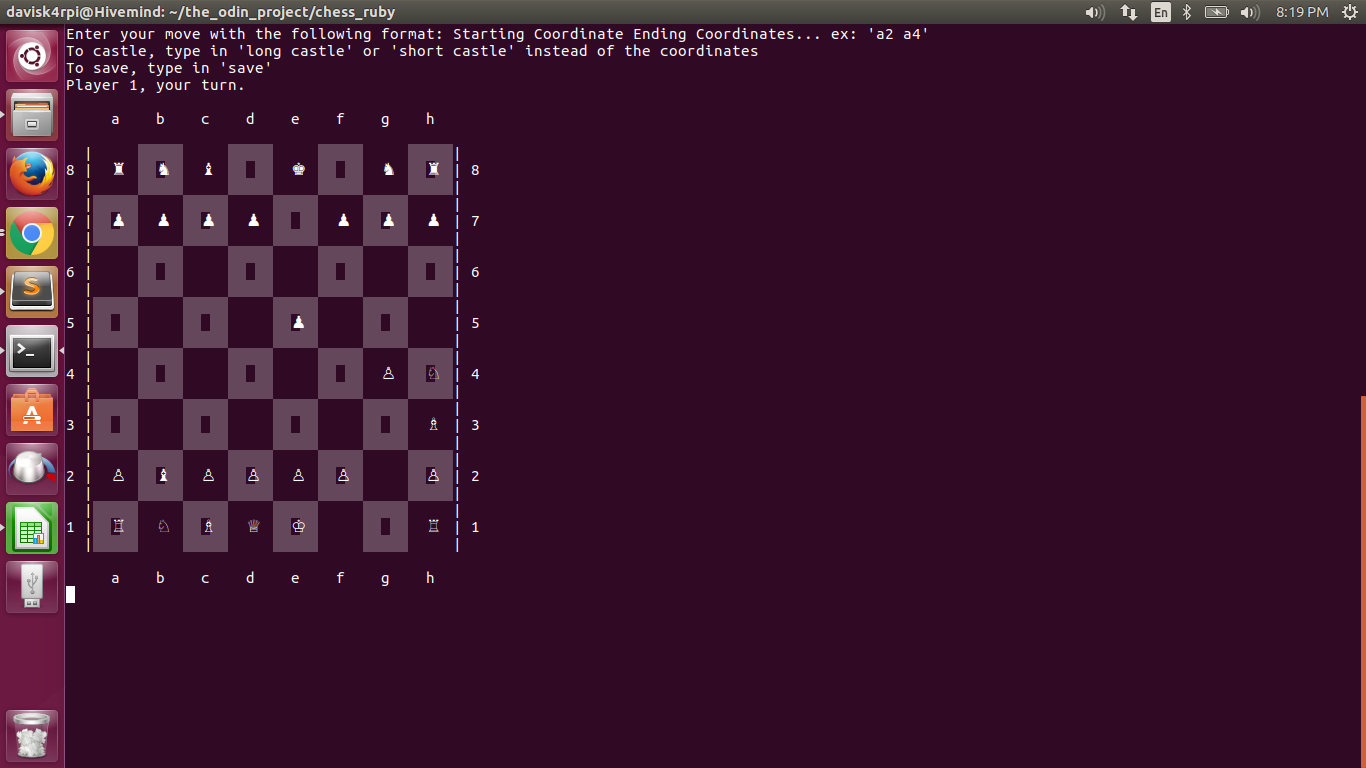 davisk4rpi@Hivemind: ~/the_odin_project/chess_ruby
En
8:19 PM
Enter your move with the following format: Starting Coordinate Ending Coordinates... ex: 'a2 a4'
To castle, type in 'long castle' or 'short castle' instead of the coordinates
To save, type in 'save'
Player 1, your turn.
a b c d e f g h
8 ♜ ♞ ♝ ♚ ♞ ♜ 8
7 ♟ ♟ ♟ ♟ ♟ ♟ ♟ 7
6 6
5 ♟ 5
4 ♙ ♘ 4
3 ♗ 3
2 ♙ ♝ ♙ ♙ ♙ ♙ ♙ 2
1 ♖ ♘ ♗ ♕ ♔ ♖ 1
a b c d e f g h